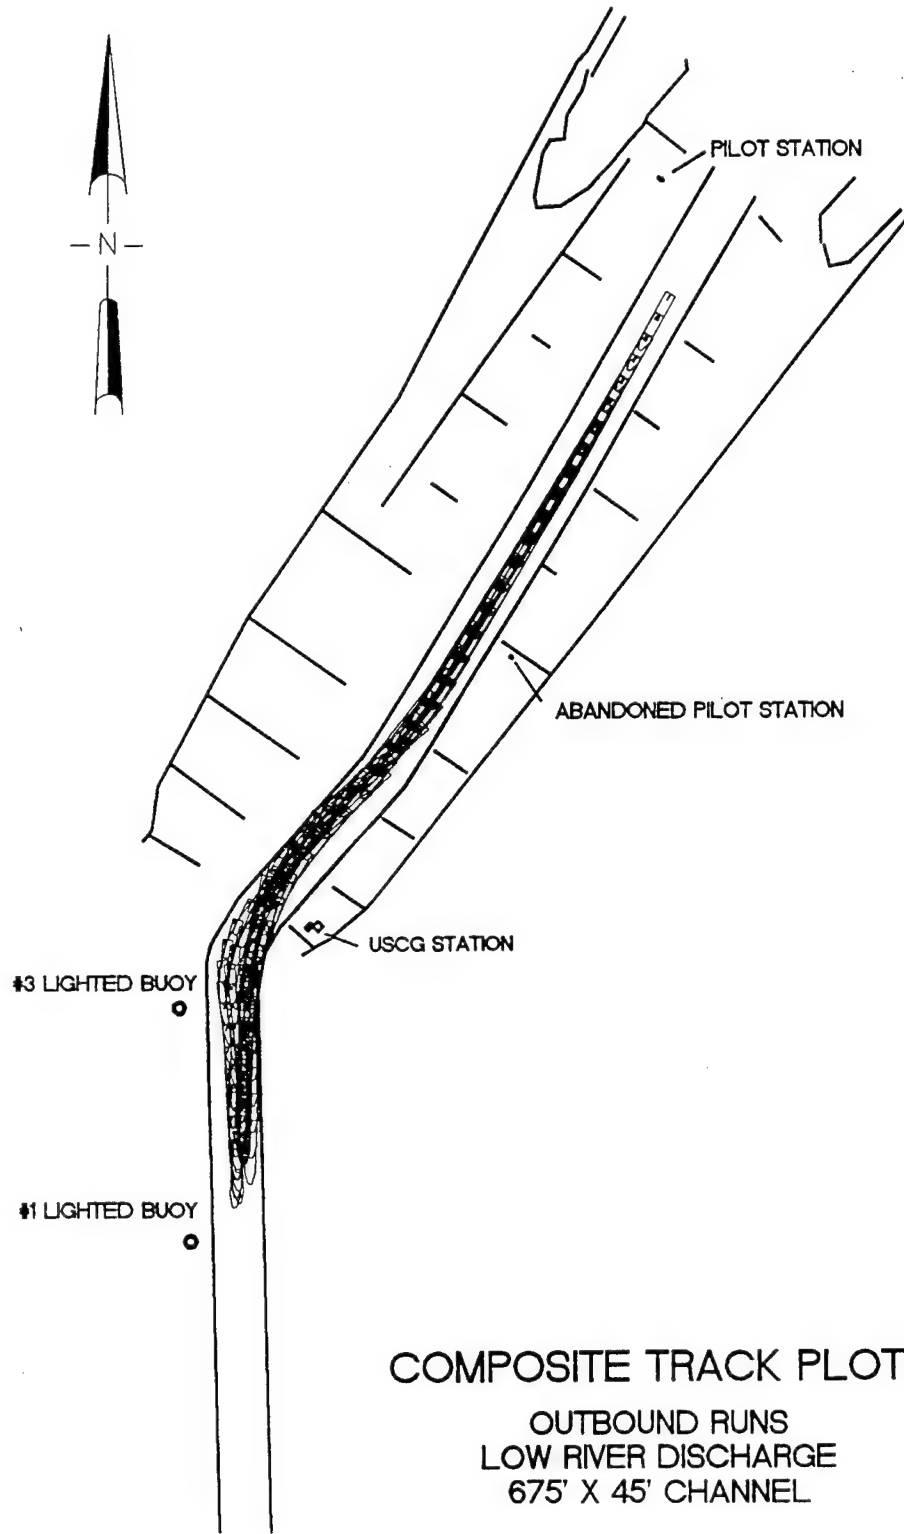 PILOT STATION
-N-
ABANDONED PILOT STATION
USCG STATION
#3 LIGHTED BUOY
#1 LIGHTED BUOY
COMPOSITE TRACK PLOT
OUTBOUND RUNS
LOW RIVER DISCHARGE
675' X 45' CHANNEL